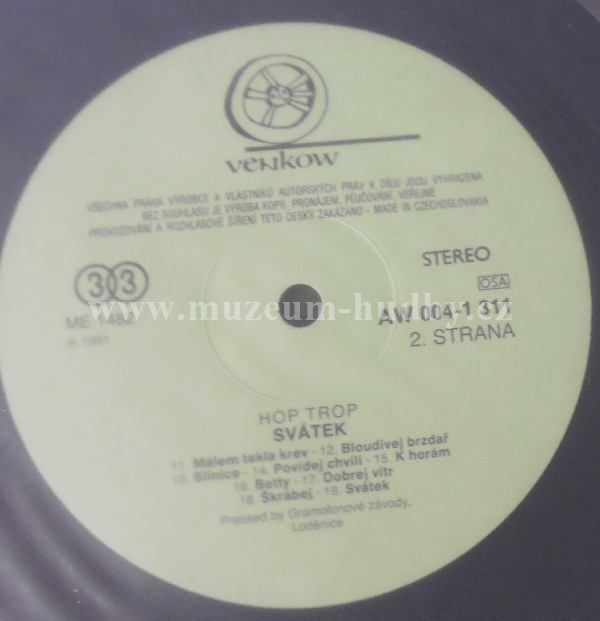 venkow
VŠECHNA PRÁVA VÝROBCE A VLASTNÍKŮ AUTORSKÝCH PRÁV K DÍLU JSOU VYHRAZENA
BEZ SOUHLASU JE VÝROBA KOPIÍ, PRONÁJEM, PŮJČOVÁNÍ, VEŘEJNÉ
PROVOZOVÁNÍ A ROZHLASOVÉ ŠÍŘENÍ TÉTO DESKY ZAKÁZÁNO - MADE IN CZECHOSLOVAKIA
STEREO
33
OSA
www.muzeum-hudby.cz
ME 1482
AW 004-1 311
℗ 1991
2. STRANA
HOP TROP
SVÁTEK
11. Málem tekla krev - 12. Bloudivej brzdař
13. Silnice - 14. Povídej chvíli - 15. K horám
16. Betty - 17. Dobrej vítr
18. Škrábej - 19. Svátek
Pressed by Gramofonové závody,
Loděnice